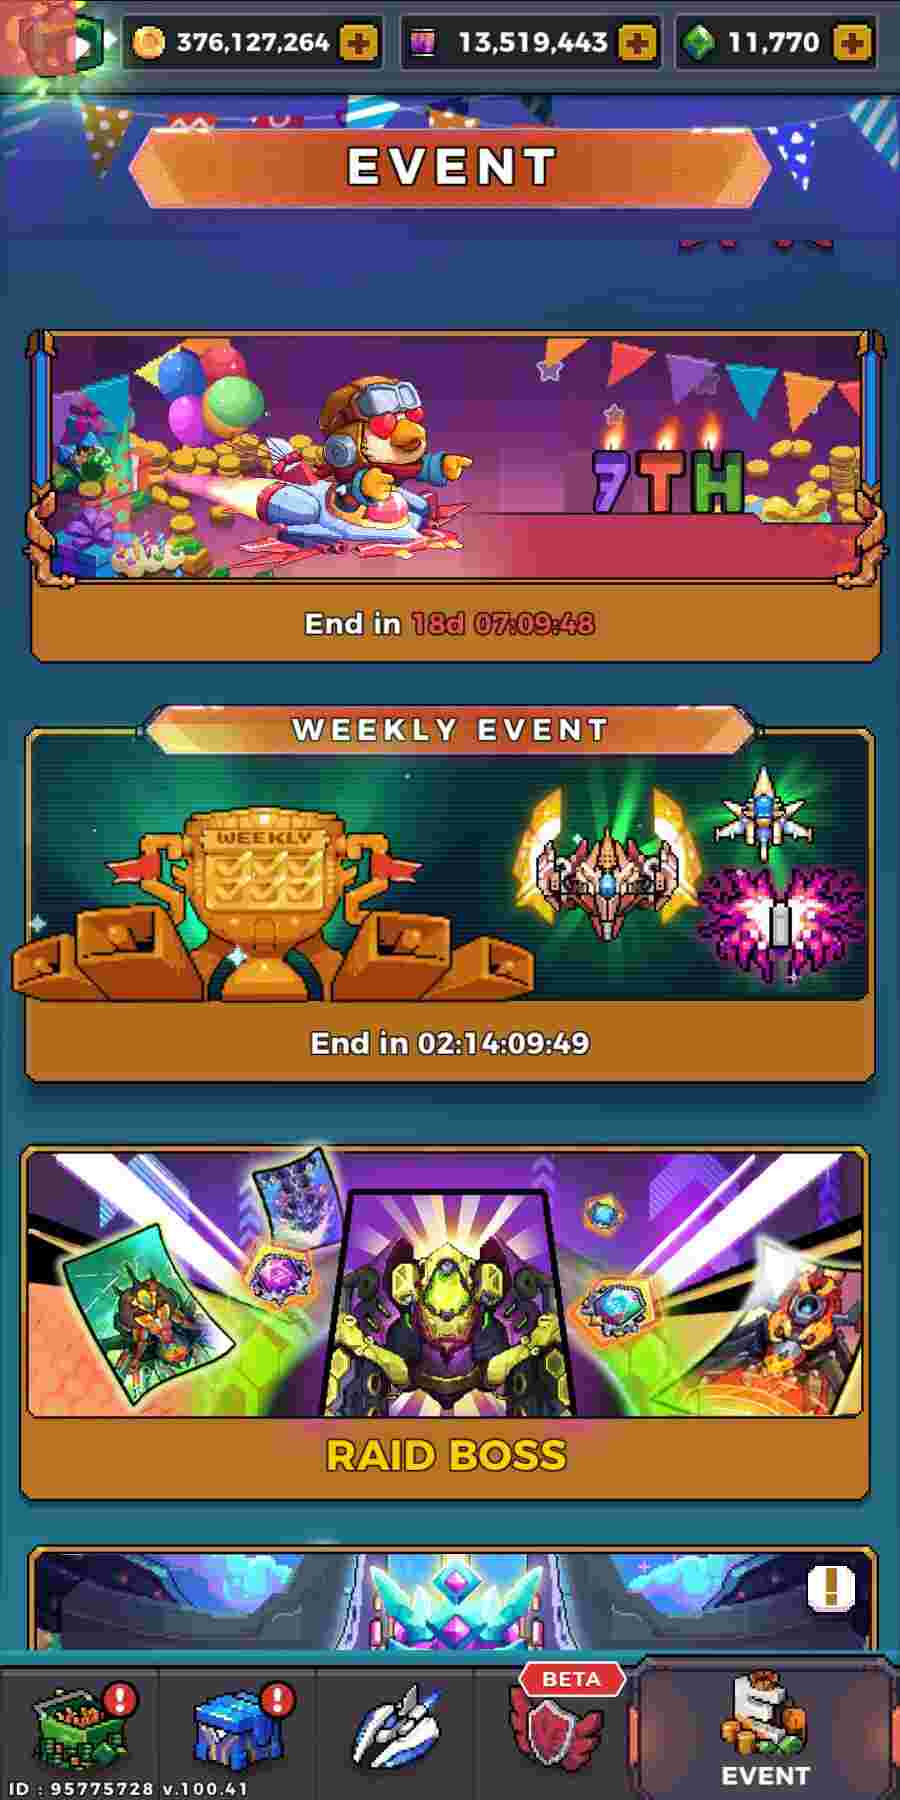 376,127,264
13,519,443
11,770
EVENT
7TH
End in 18d 07:09:48
WEEKLY EVENT
WEEKLY
End in 02:14:09:49
RAID BOSS
BETA
EVENT
ID : 95775728 v.100.41